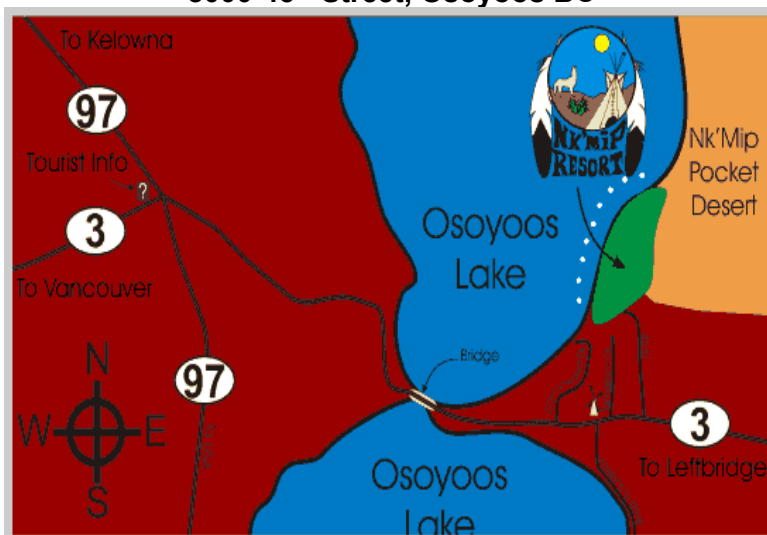 To Kelowna
97
Tourist Info
?
3
To Vancouver
97
N
W
E
S
Osoyoos
Lake
NK'MIP
RESORT
Nk'Mip
Pocket
Desert
Bridge
3
To Leftbridge
Osoyoos
Lake